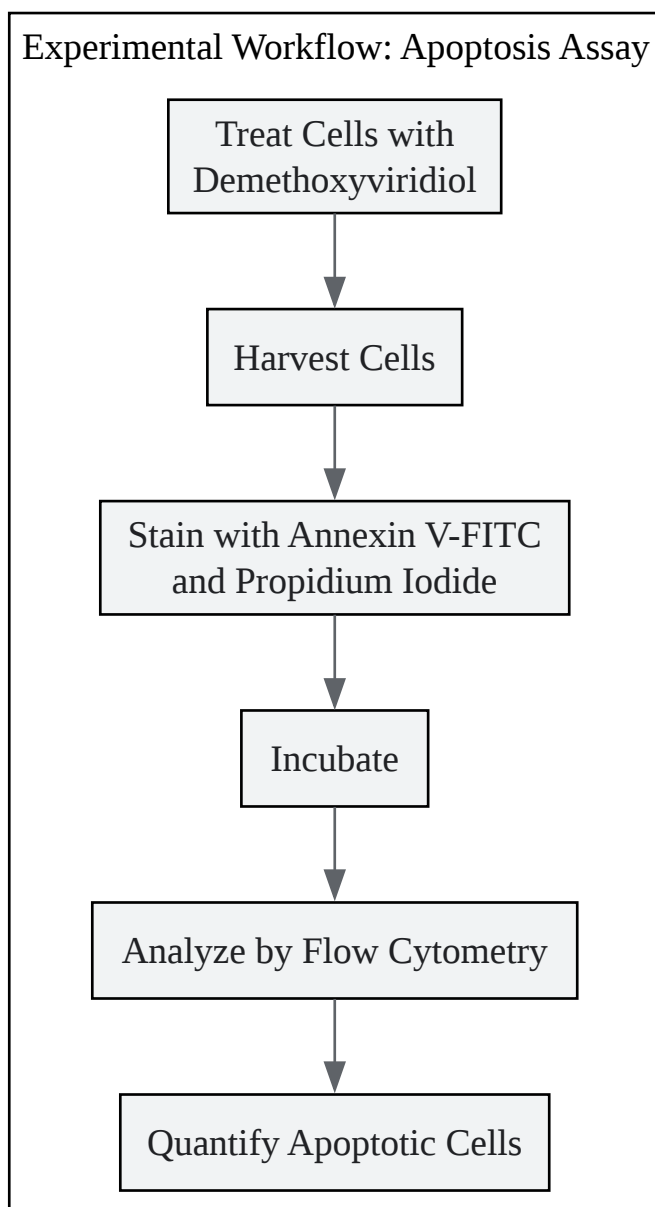 Experimental Workflow: Apoptosis Assay
Treat Cells with
Demethoxyviridiol
Harvest Cells
Stain with Annexin V-FITC
and Propidium Iodide
Incubate
Analyze by Flow Cytometry
Quantify Apoptotic Cells